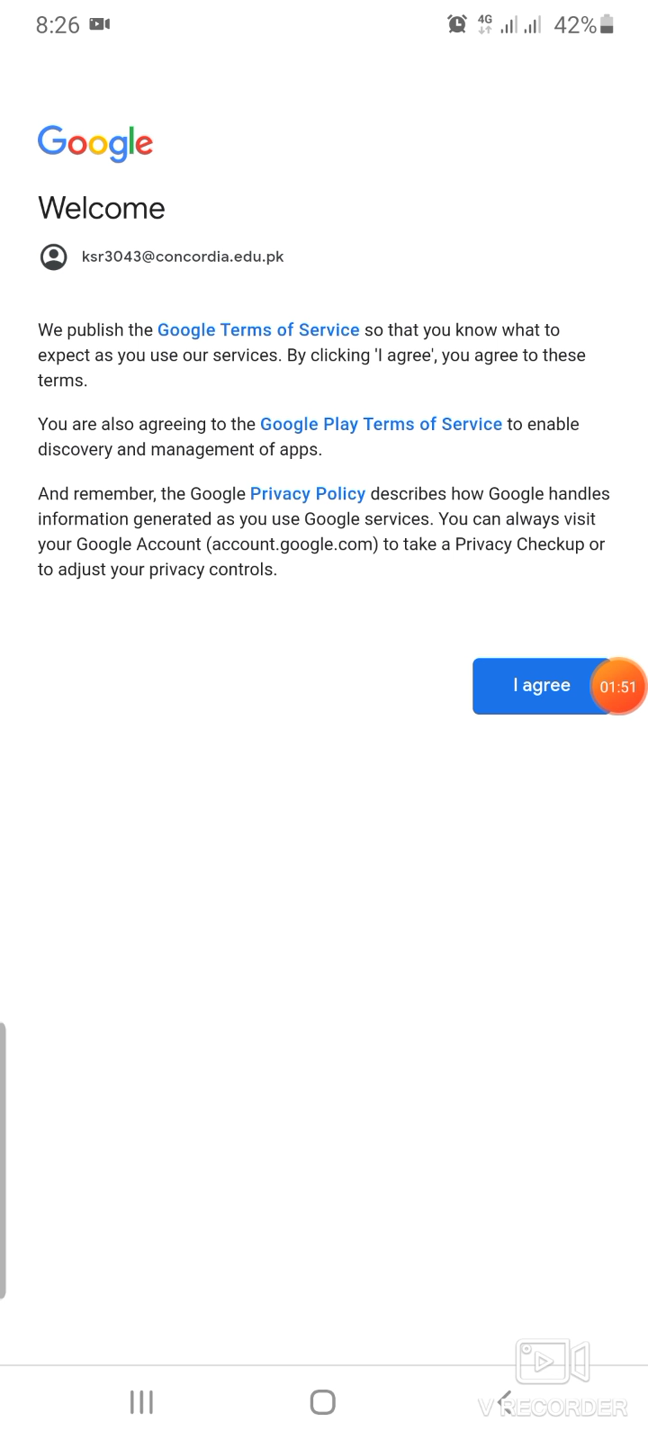 8:26 4G 42%
Google
Welcome
ksr3043@concordia.edu.pk
We publish the Google Terms of Service so that you know what to
expect as you use our services. By clicking 'I agree', you agree to these
terms.
You are also agreeing to the Google Play Terms of Service to enable
discovery and management of apps.
And remember, the Google Privacy Policy describes how Google handles
information generated as you use Google services. You can always visit
your Google Account (account.google.com) to take a Privacy Checkup or
to adjust your privacy controls.
I agree
01:51
V RECORDER